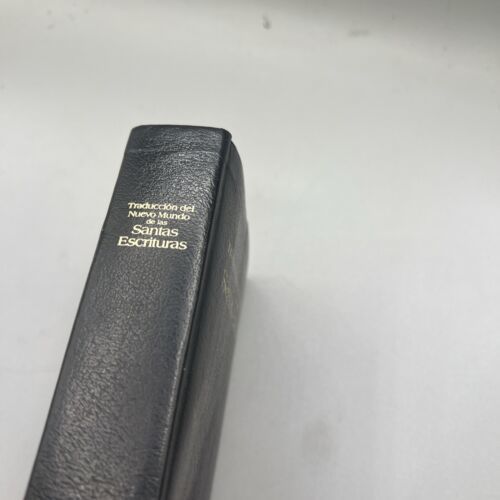 Traducción del
Nuevo Mundo
de las
Santas
Escrituras